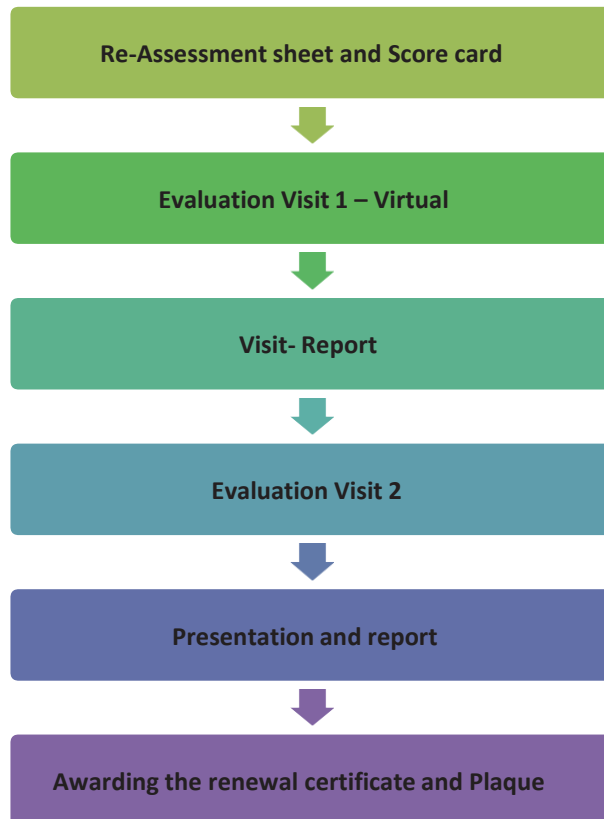 Re-Assessment sheet and Score card
Evaluation Visit 1 – Virtual
Visit- Report
Evaluation Visit 2
Presentation and report
Awarding the renewal certificate and Plaque